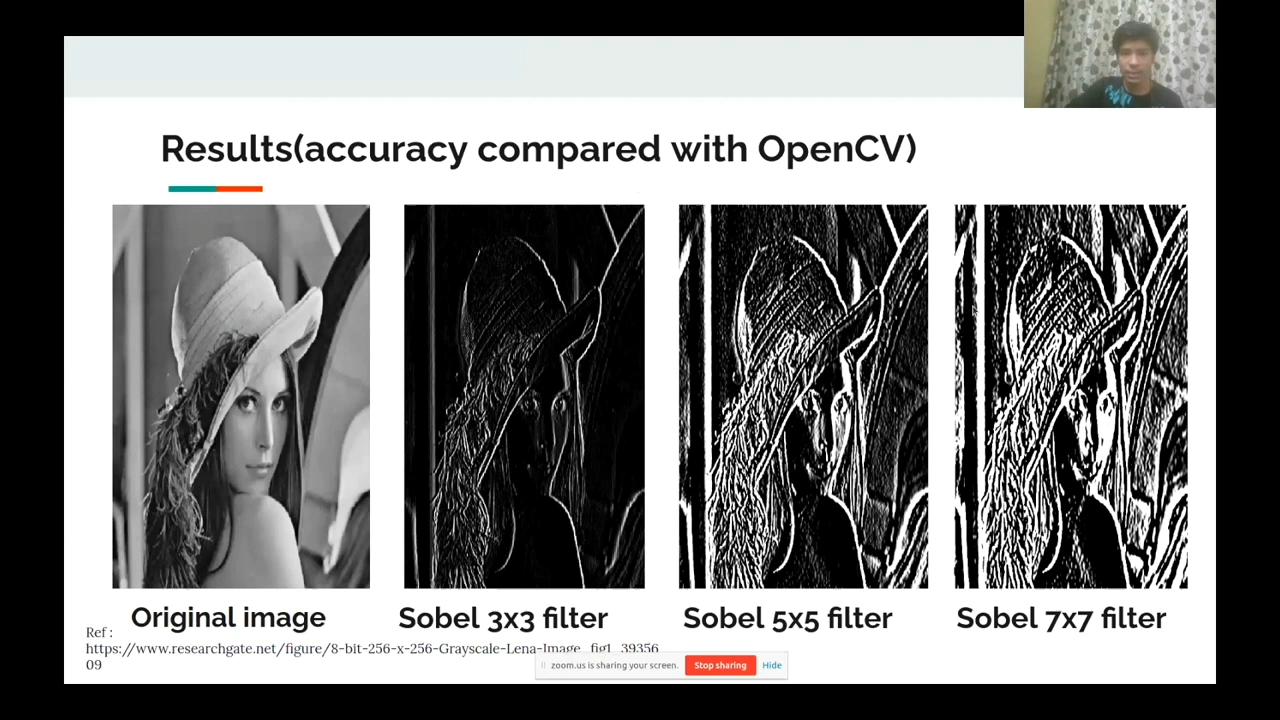 Results(accuracy compared with OpenCV)
Original image
Sobel 3x3 filter
Sobel 5x5 filter
Sobel 7x7 filter
Ref :
https://www.researchgate.net/figure/8-bit-256-x-256-Grayscale-Lena-Image_fig1_39356
09
zoom.us is sharing your screen.
Stop sharing
Hide